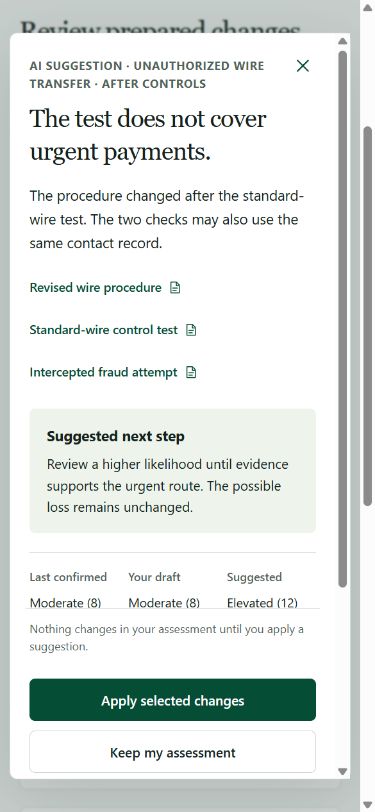 Review prepared changes
AI SUGGESTION · UNAUTHORIZED WIRE
TRANSFER · AFTER CONTROLS
The test does not cover
urgent payments.
The procedure changed after the standard-
wire test. The two checks may also use the
same contact record.
Revised wire procedure
Standard-wire control test
Intercepted fraud attempt
Suggested next step
Review a higher likelihood until evidence
supports the urgent route. The possible
loss remains unchanged.
Last confirmed Your draft Suggested
Moderate (8) Moderate (8) Elevated (12)
Nothing changes in your assessment until you apply a
suggestion.
Apply selected changes
Keep my assessment